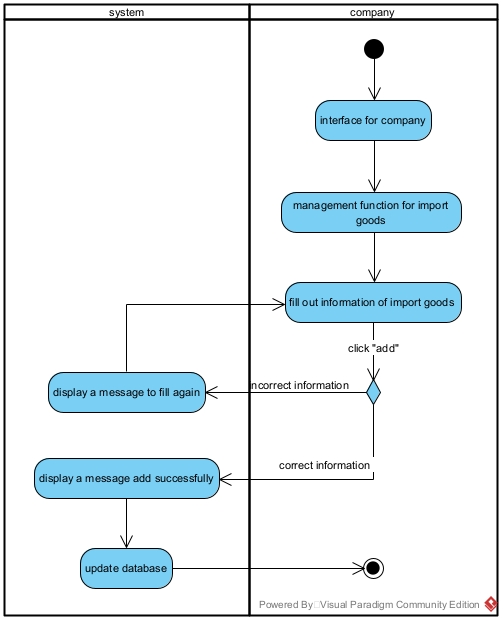 system
company
interface for company
management function for import
goods
fill out information of import goods
click "add"
display a message to fill again
incorrect information
correct information
display a message add successfully
update database
Powered By Visual Paradigm Community Edition